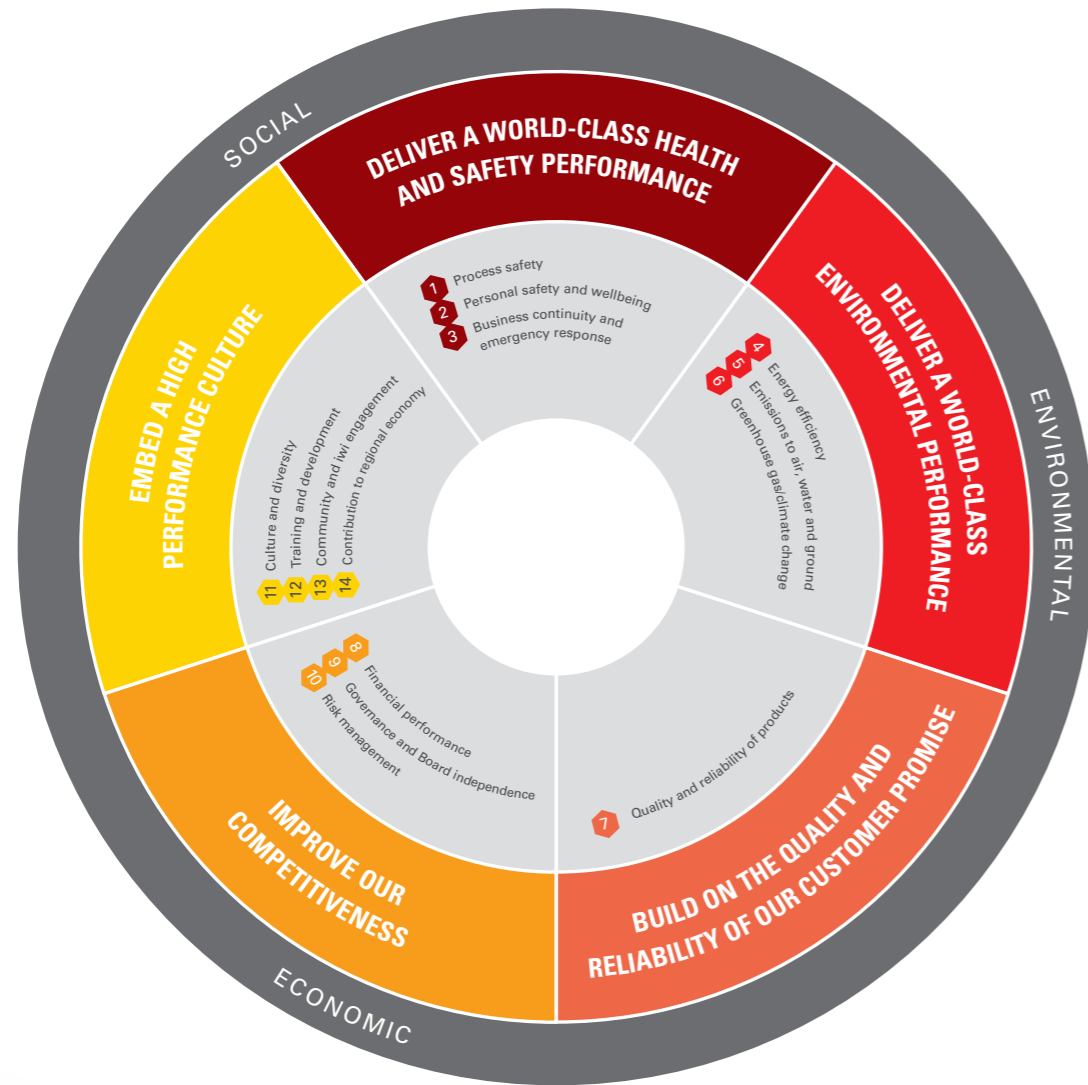 SOCIAL
ENVIRONMENTAL
ECONOMIC
DELIVER A WORLD-CLASS HEALTH
AND SAFETY PERFORMANCE
1 Process safety
2 Personal safety and wellbeing
3 Business continuity and
emergency response
DELIVER A WORLD-CLASS
ENVIRONMENTAL PERFORMANCE
4 Energy efficiency
5 Emissions to air, water and ground
6 Greenhouse gas/climate change
BUILD ON THE QUALITY AND
RELIABILITY OF OUR CUSTOMER PROMISE
7 Quality and reliability of products
IMPROVE OUR
COMPETITIVENESS
8 Financial performance
9 Governance and Board independence
10 Risk management
EMBED A HIGH
PERFORMANCE CULTURE
11 Culture and diversity
12 Training and development
13 Community and iwi engagement
14 Contribution to regional economy